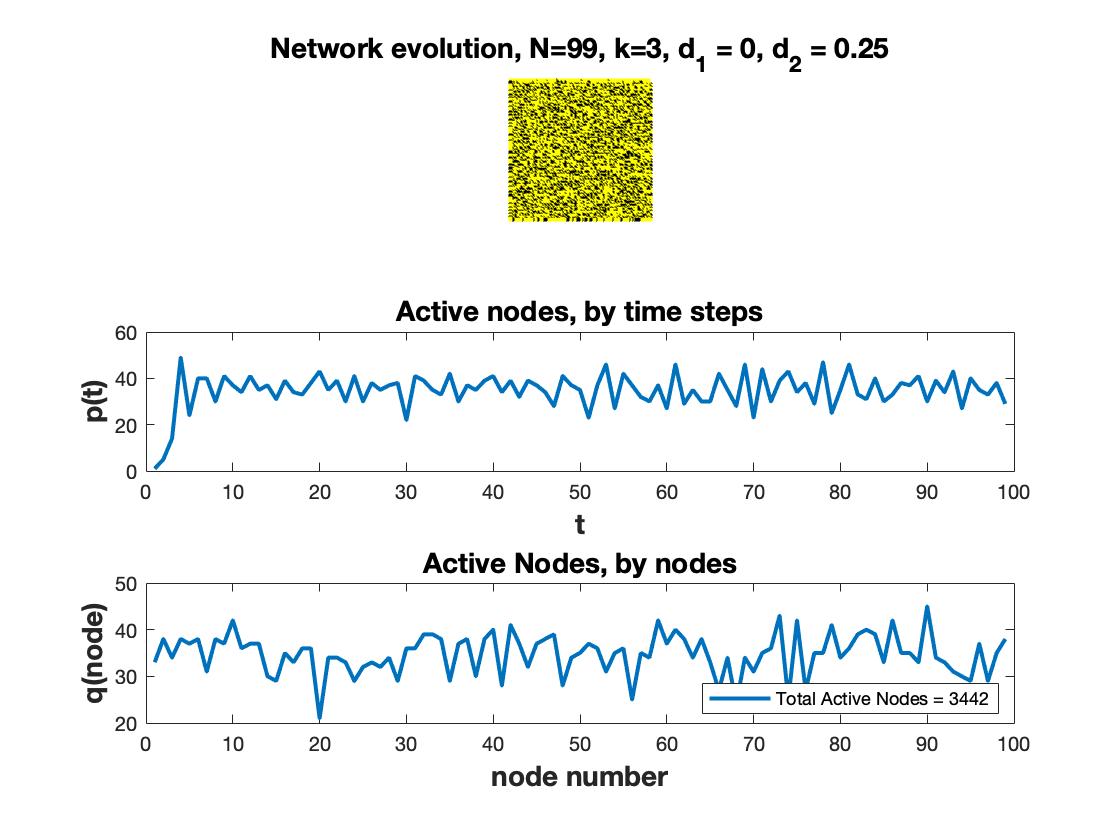 Network evolution, N=99, k=3, d1 = 0, d2 = 0.25
Active nodes, by time steps
p(t)
60
40
20
0
0 10 20 30 40 50 60 70 80 90 100
t
Active Nodes, by nodes
q(node)
50
40
30
20
Total Active Nodes = 3442
0 10 20 30 40 50 60 70 80 90 100
node number